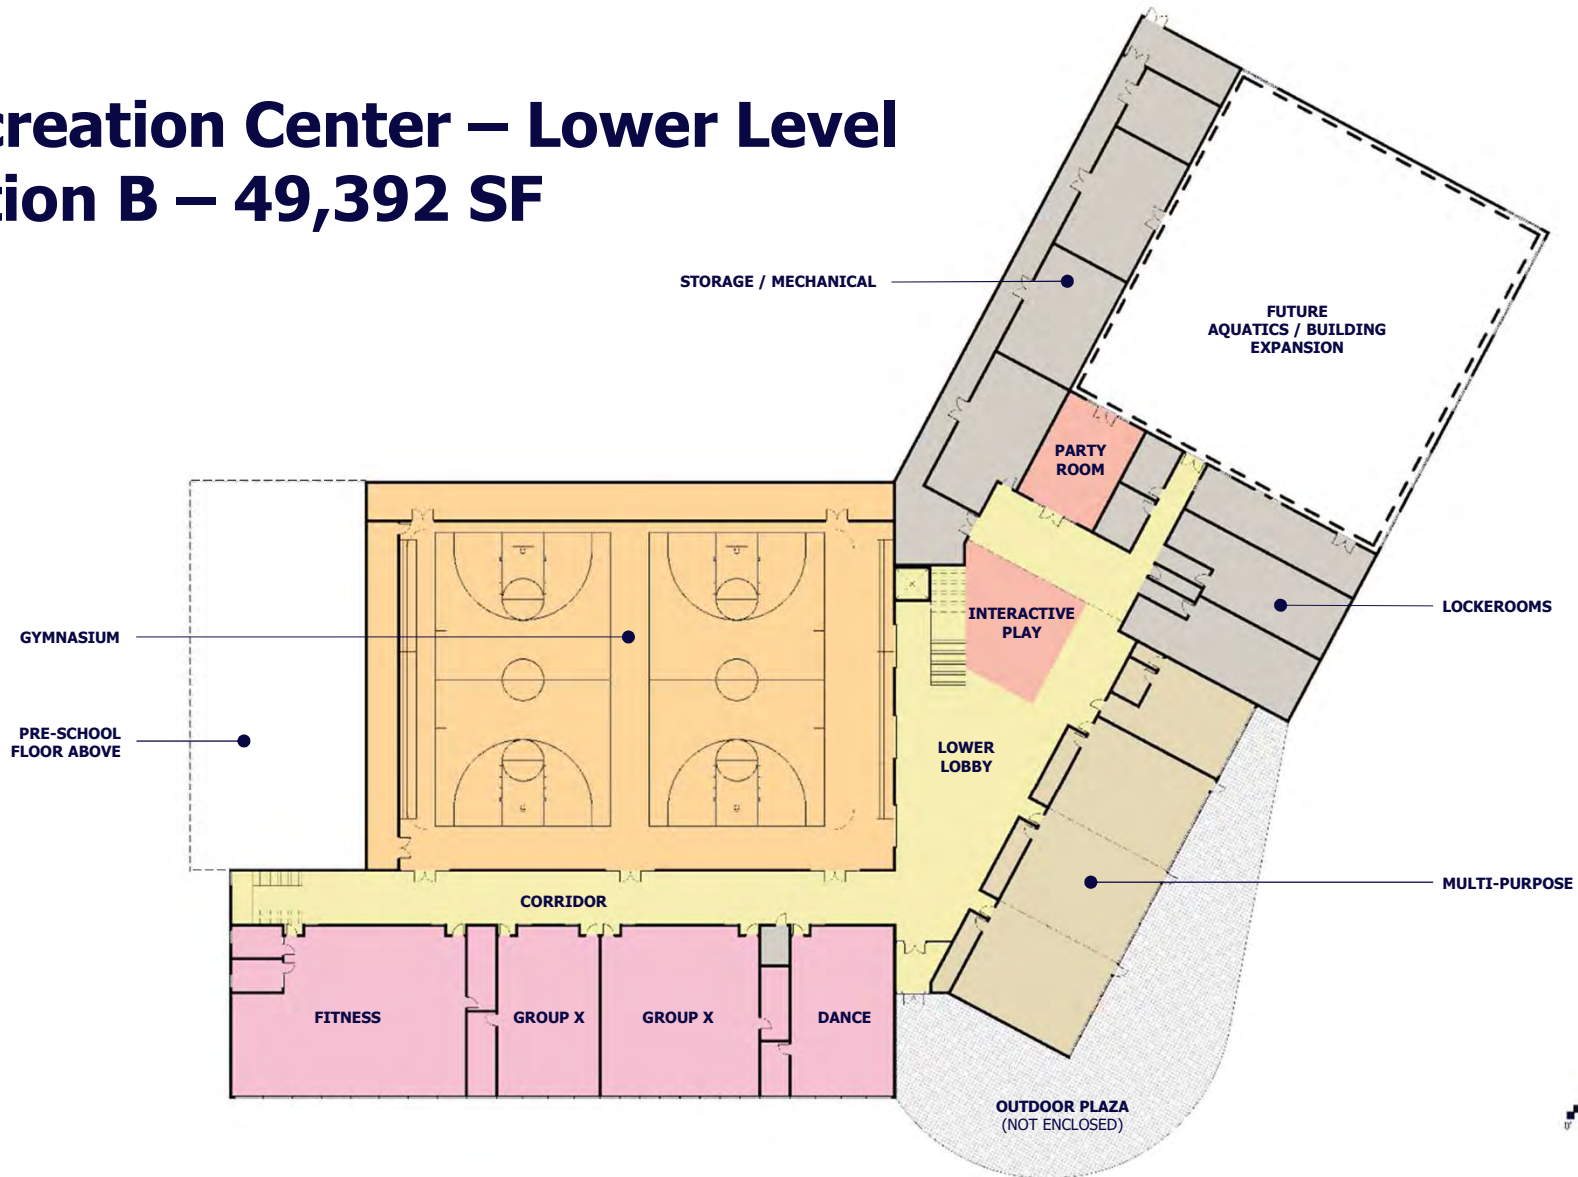 creation Center – Lower Level
tion B – 49,392 SF
STORAGE / MECHANICAL
FUTURE
AQUATICS / BUILDING
EXPANSION
PARTY
ROOM
INTERACTIVE
PLAY
LOCKEROOMS
GYMNASIUM
PRE-SCHOOL
FLOOR ABOVE
LOWER
LOBBY
MULTI-PURPOSE
CORRIDOR
FITNESS
GROUP X
GROUP X
DANCE
OUTDOOR PLAZA
(NOT ENCLOSED)
0'